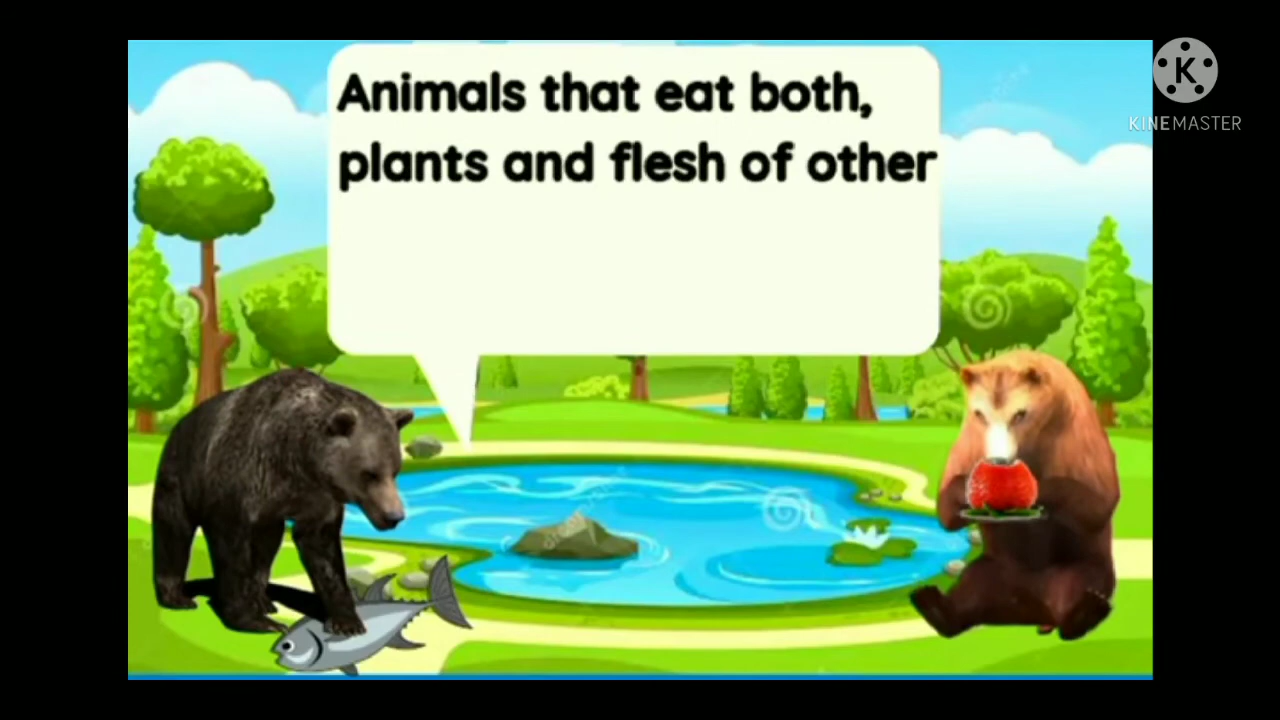 Animals that eat both,
plants and flesh of other
K
KINEMASTER